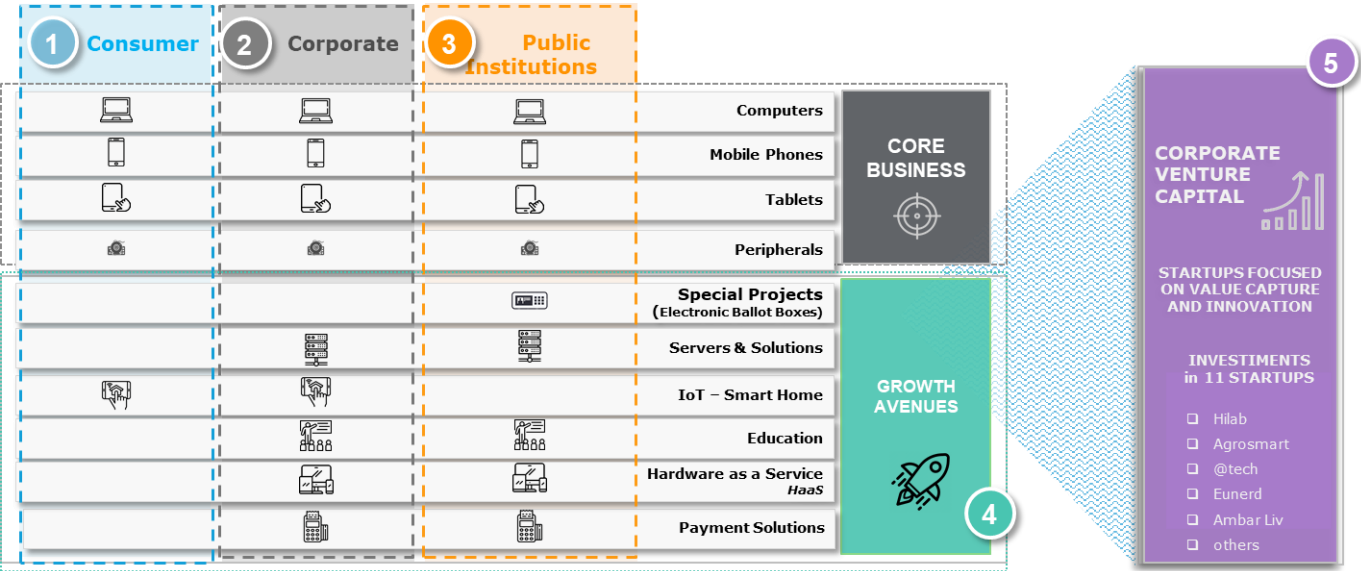 1 Consumer
2 Corporate
3 Public
Institutions
Computers
Mobile Phones
Tablets
Peripherals
CORE
BUSINESS
Special Projects
(Electronic Ballot Boxes)
Servers & Solutions
IoT – Smart Home
Education
Hardware as a Service
HaaS
Payment Solutions
GROWTH
AVENUES
4
5
CORPORATE
VENTURE
CAPITAL
STARTUPS FOCUSED
ON VALUE CAPTURE
AND INNOVATION
INVESTIMENTS
in 11 STARTUPS
Hilab
Agrosmart
@tech
Eunerd
Ambar Liv
others